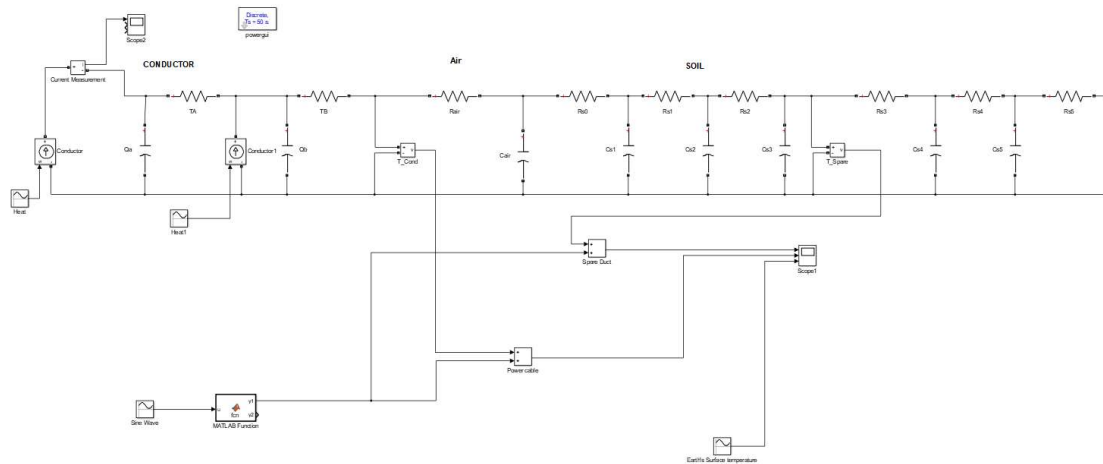 Discrete,
Ts = 50 s.
powergui
Scope2
CONDUCTOR
Air
SOIL
Current Measurement
TA
TB
Rair
Rs0
Rs1
Rs2
Rs3
Rs4
Rs5
Conductor
Qa
Conductor1
Qb
T_Cond
Cair
Cs1
Cs2
Cs3
T_Spare
Cs4
Cs5
Heat
Heat1
Spare Duct
Scope1
Power cable
Sine Wave
u
fcn
v1
v2
MATLAB Function
Earth's Surface temperature